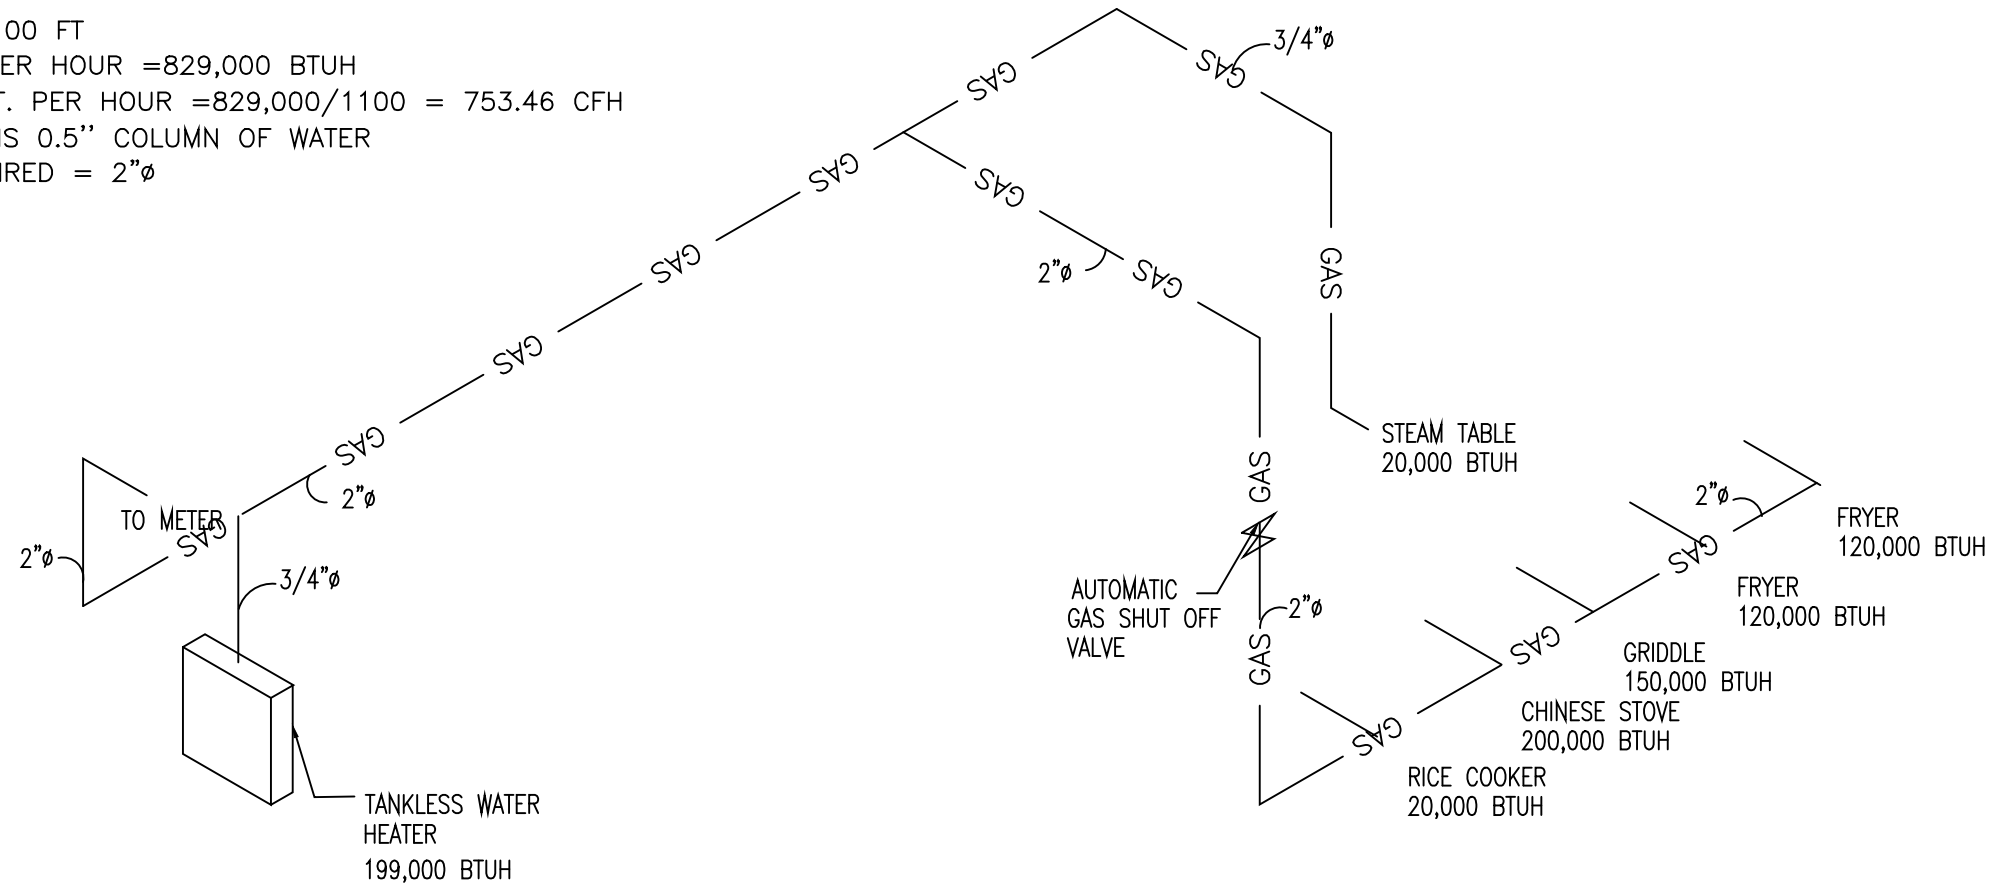 00 FT
ER HOUR =829,000 BTUH
T. PER HOUR =829,000/1100 = 753.46 CFH
IS 0.5" COLUMN OF WATER
IRED = 2"ø
3/4"ø
GAS
GAS
GAS
GAS
2"ø
GAS
GAS
GAS
GAS
GAS
2"ø
TO METER
GAS
2"ø
3/4"ø
TANKLESS WATER
HEATER
199,000 BTUH
STEAM TABLE
20,000 BTUH
GAS
AUTOMATIC
GAS SHUT OFF
VALVE
2"ø
GAS
GAS
RICE COOKER
20,000 BTUH
GAS
CHINESE STOVE
200,000 BTUH
GRIDDLE
150,000 BTUH
GAS
FRYER
120,000 BTUH
2"ø
FRYER
120,000 BTUH